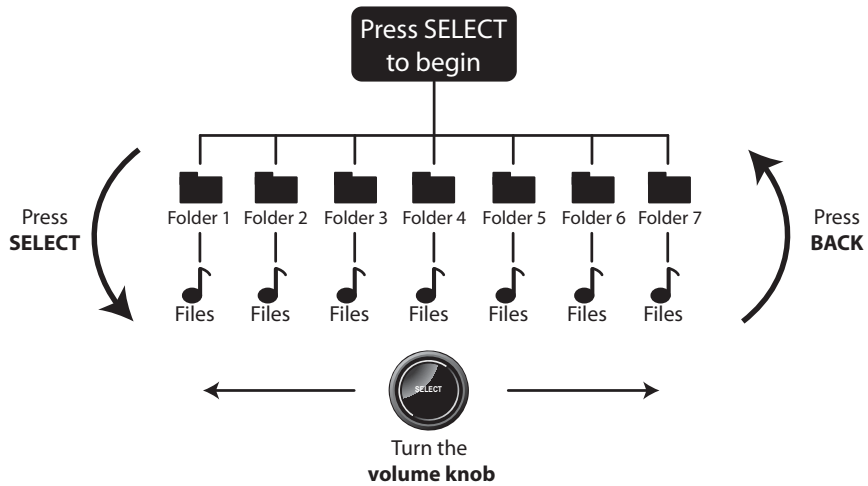 Press SELECT
to begin
Folder 1 Folder 2 Folder 3 Folder 4 Folder 5 Folder 6 Folder 7
Press
SELECT
Press
BACK
Files Files Files Files Files Files Files
SELECT
Turn the
volume knob